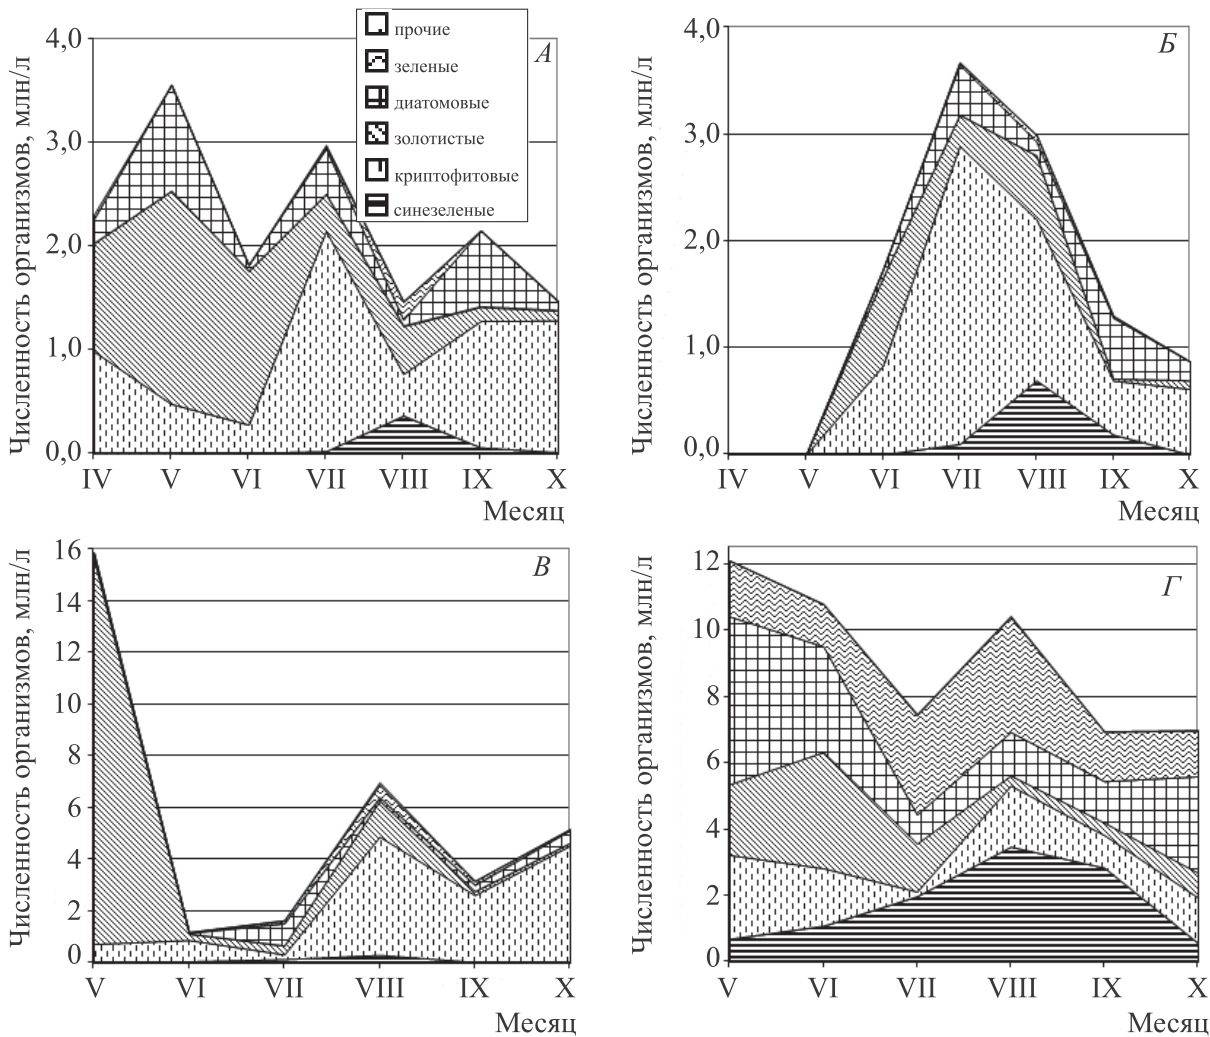 Численность организмов, млн/л
4,0
3,0
2,0
1,0
0,0
IV V VI VII VIII IX X
Месяц
А
прочие
зеленые
диатомовые
золотистые
криптофитовые
синезеленые
Численность организмов, млн/л
4,0
3,0
2,0
1,0
0,0
IV V VI VII VIII IX X
Месяц
Б
Численность организмов, млн/л
16
14
12
10
8
6
4
2
0
V VI VII VIII IX X
Месяц
В
Численность организмов, млн/л
12
10
8
6
4
2
0
V VI VII VIII IX X
Месяц
Г